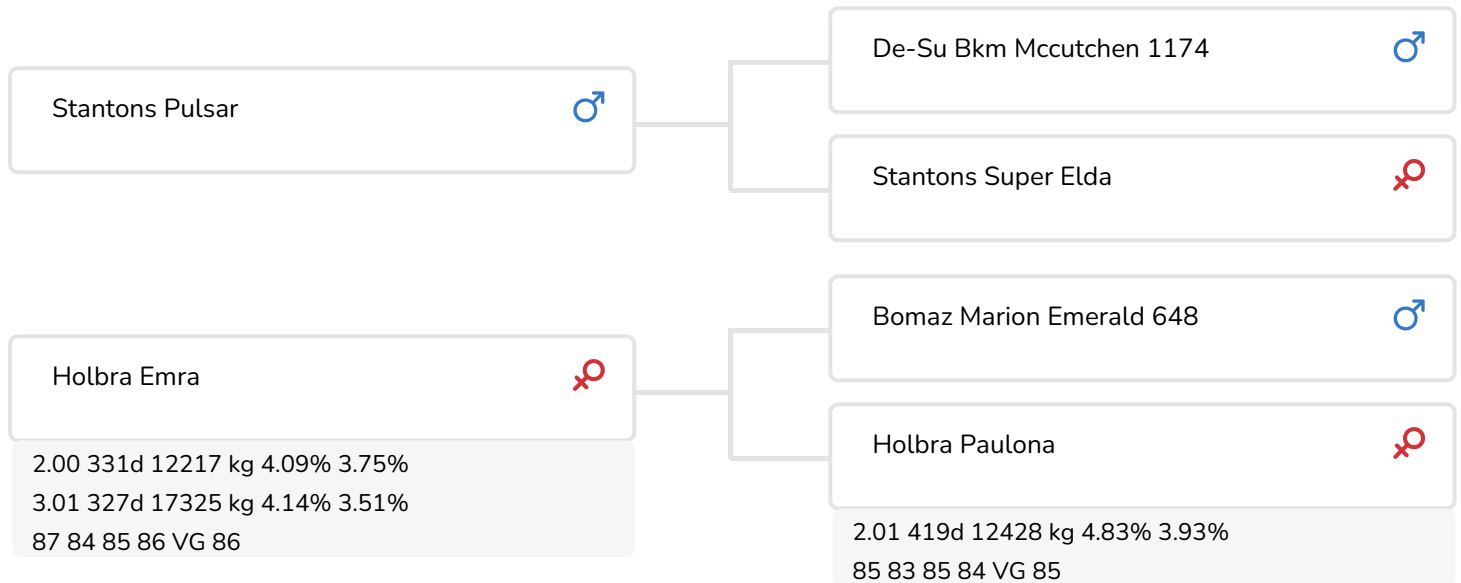 Stantons Pulsar
De-Su Bkm Mccutchen 1174
Stantons Super Elda
Holbra Emra
2.00 331d 12217 kg 4.09% 3.75%
3.01 327d 17325 kg 4.14% 3.51%
87 84 85 86 VG 86
Bomaz Marion Emerald 648
Holbra Paulona
2.01 419d 12428 kg 4.83% 3.93%
85 83 85 84 VG 85